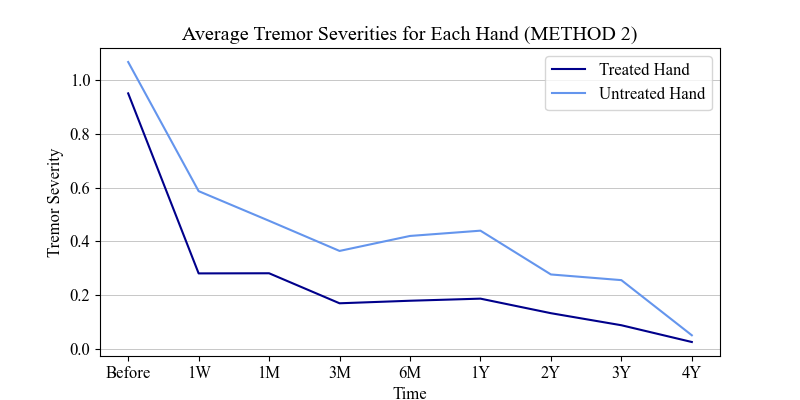 Average Tremor Severities for Each Hand (METHOD 2)
Treated Hand
Untreated Hand
Tremor Severity
1.0
0.8
0.6
0.4
0.2
0.0
Before 1W 1M 3M 6M 1Y 2Y 3Y 4Y
Time